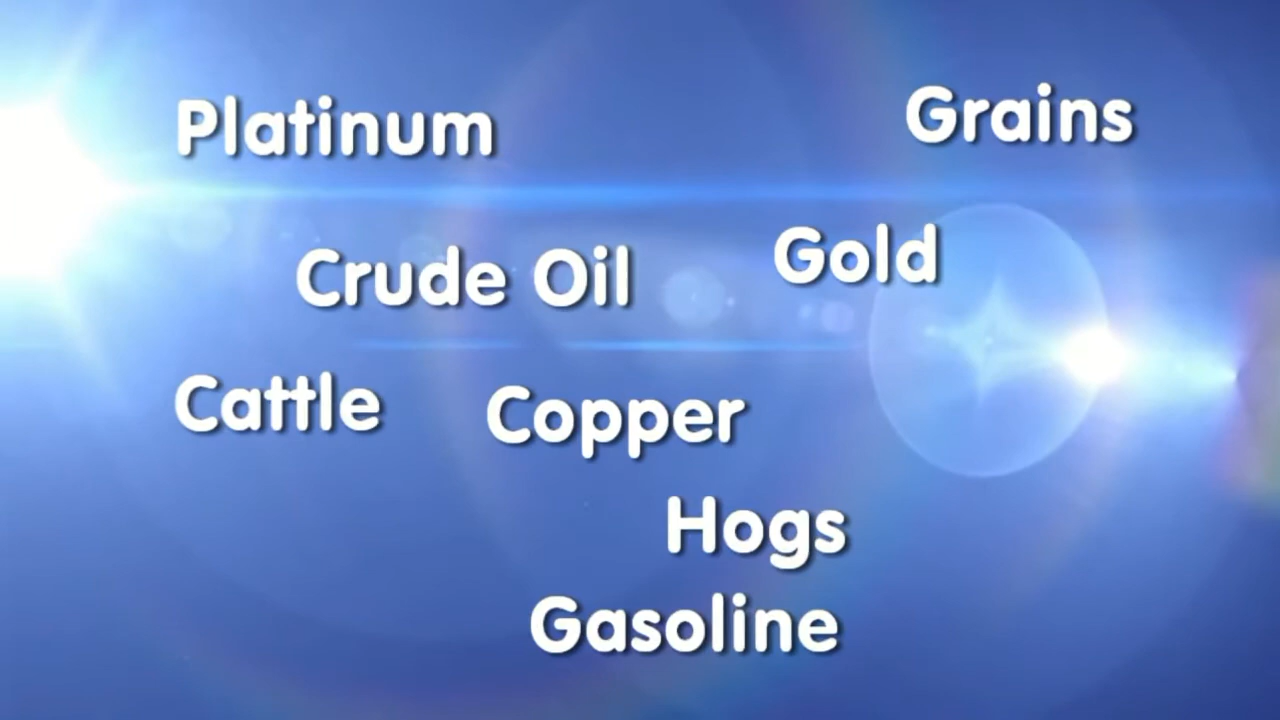 Platinum
Grains
Crude Oil
Gold
Cattle
Copper
Hogs
Gasoline